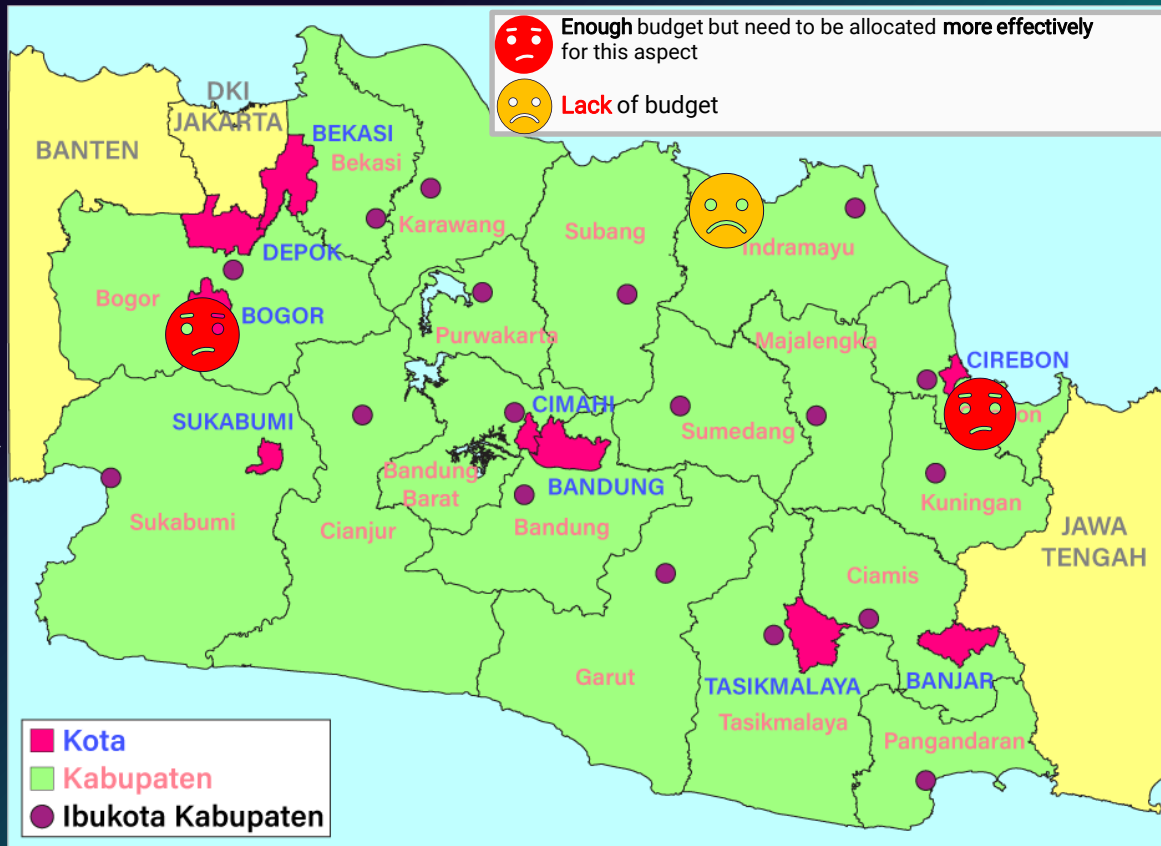 Enough budget but need to be allocated more effectively
for this aspect
Lack of budget
DKI
JAKARTA
BANTEN
BEKASI
Bekasi
Karawang
Subang
Indramayu
DEPOK
Bogor
BOGOR
Purwakarta
Majalengka
CIREBON
SUKABUMI
CIMAHI
Sumedang
on
Bandung
Barat
BANDUNG
Kuningan
Sukabumi
Cianjur
Bandung
JAWA
TENGAH
Ciamis
Garut
TASIKMALAYA
BANJAR
Tasikmalaya
Pangandaran
Kota
Kabupaten
Ibukota Kabupaten